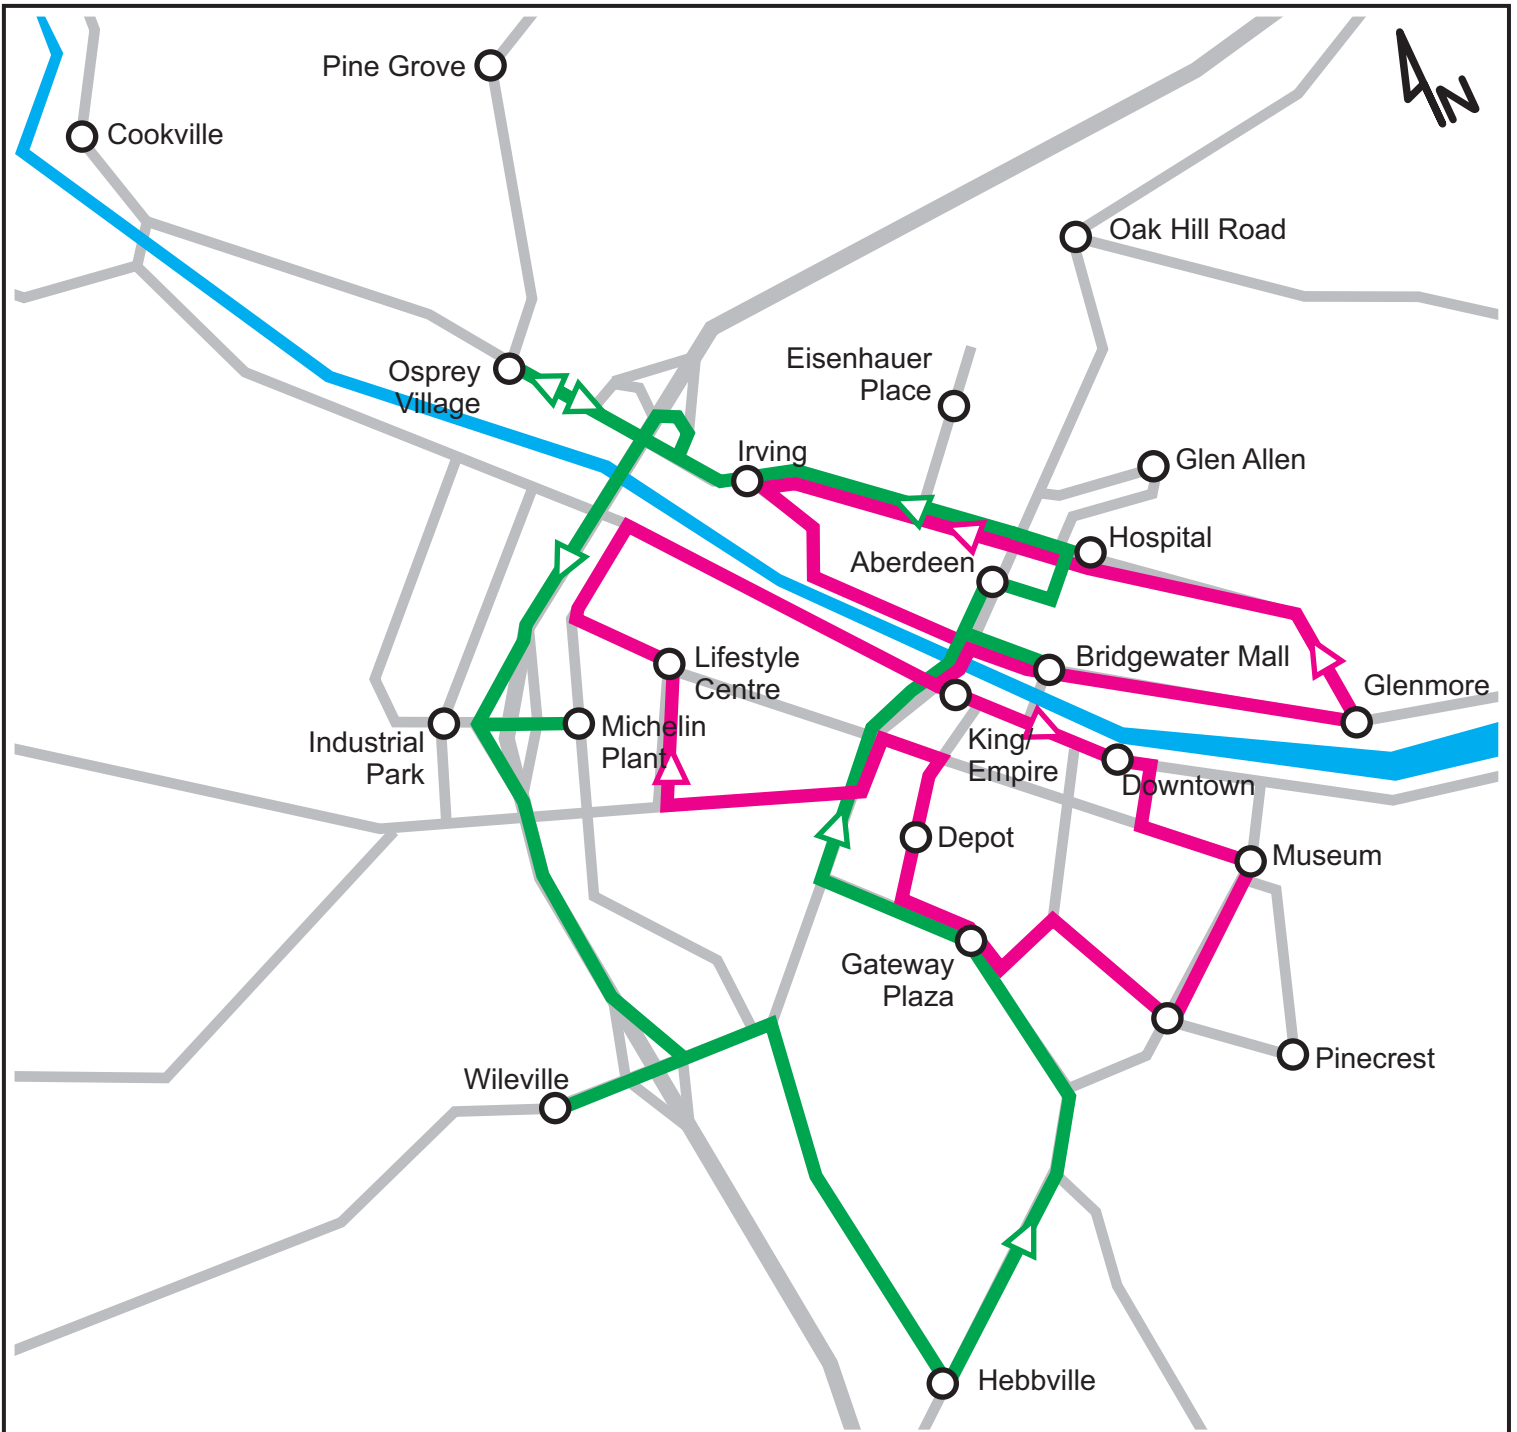 Pine Grove
Cookville
Oak Hill Road
Eisenhauer
Place
Osprey
Village
Irving
Glen Allen
Hospital
Aberdeen
Lifestyle
Centre
Bridgewater Mall
Glenmore
Michelin
Plant
Industrial
Park
King/
Empire
Downtown
Depot
Museum
Gateway
Plaza
Pinecrest
Wileville
Hebbville
N